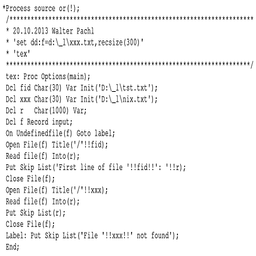 *Process source or(!);
/*********************************************************************
* 20.10.2013 Walter Pachl
* 'set dd:f=d:\_l\xxx.txt,recsize(300)'
* 'tex'
*********************************************************************/
tex: Proc Options(main);
Dcl fid Char(30) Var Init('D:\_l\tst.txt');
Dcl xxx Char(30) Var Init('D:\_l\nix.txt');
Dcl r   Char(1000) Var;
Dcl f Record input;
On Undefinedfile(f) Goto label;
Open File(f) Title('/'!!fid);
Read file(f) Into(r);
Put Skip List('First line of file '!!fid!!': '!!r);
Close File(f);
Open File(f) Title('/'!!xxx);
Read file(f) Into(r);
Put Skip List(r);
Close File(f);
Label: Put Skip List('File '!!xxx!!' not found');
End;